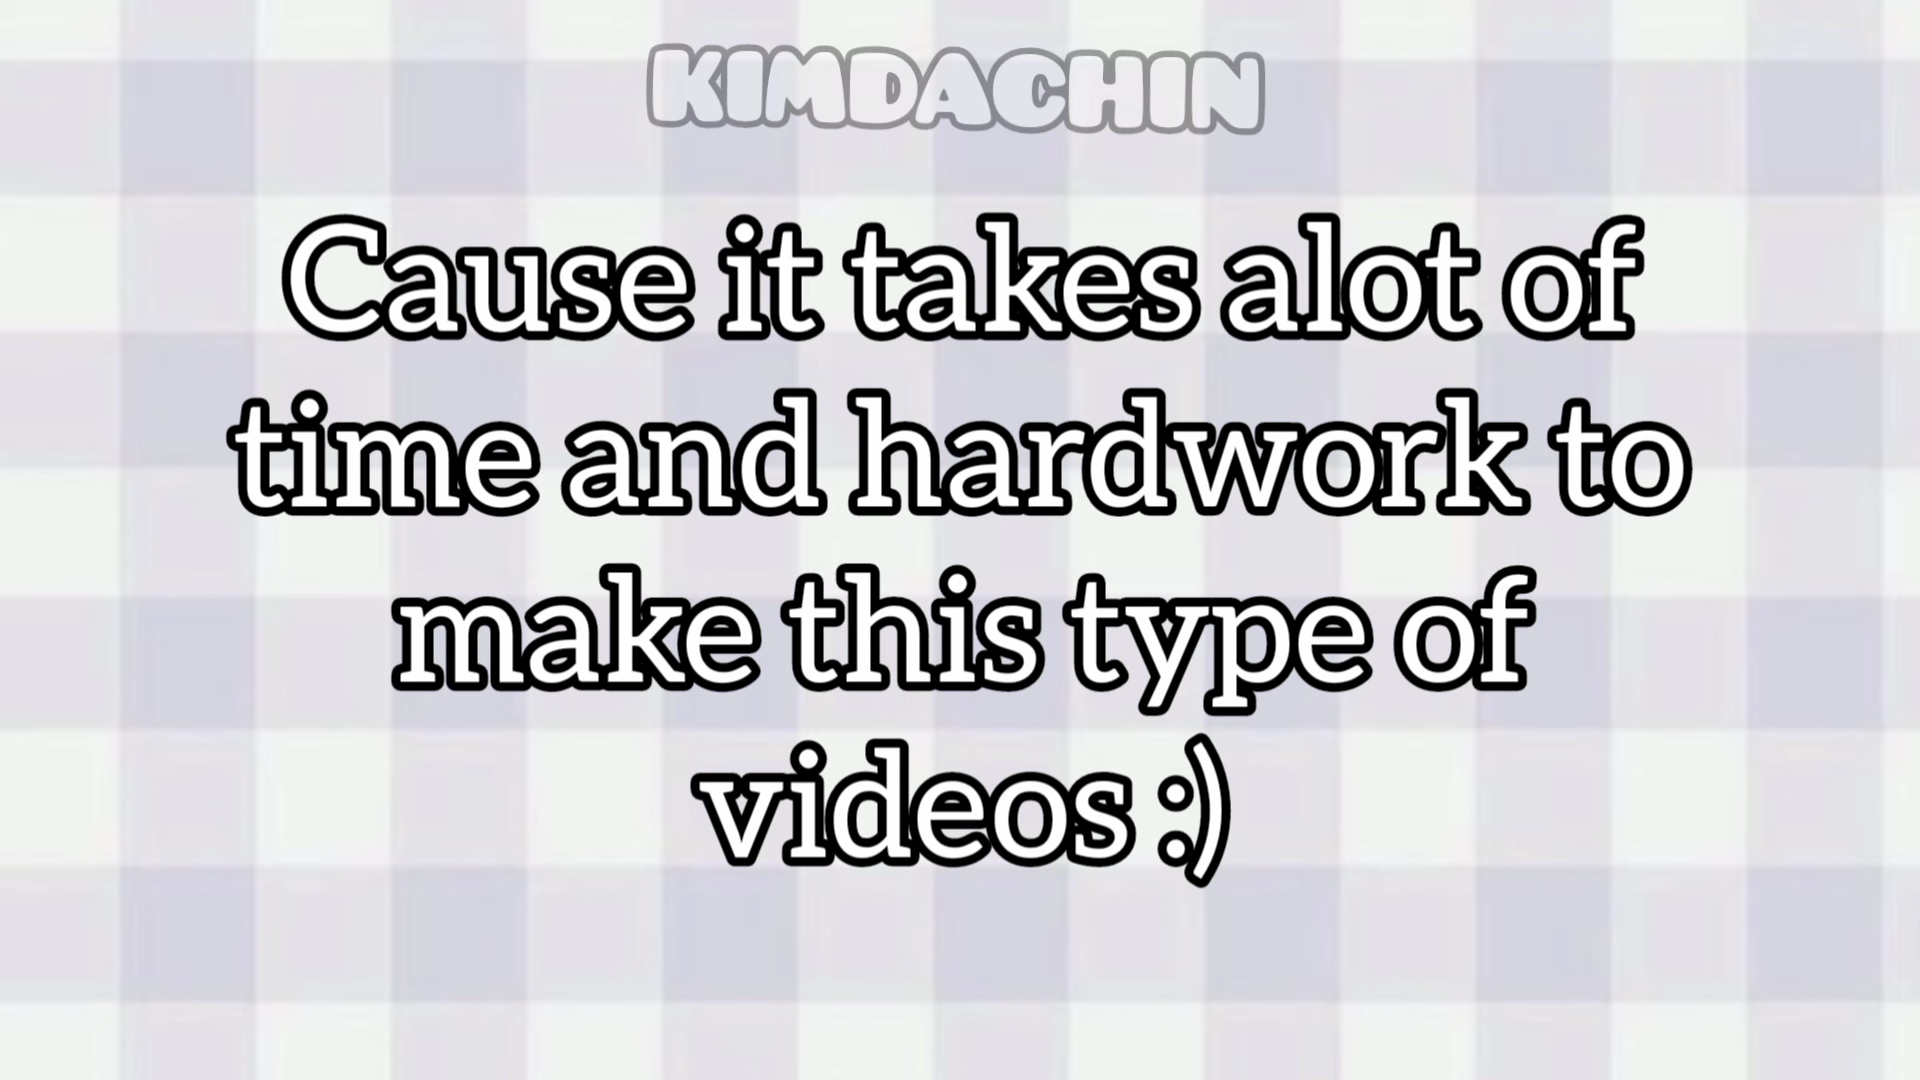 KIMDACHIN
Cause it takes alot of
time and hardwork to
make this type of
videos :)